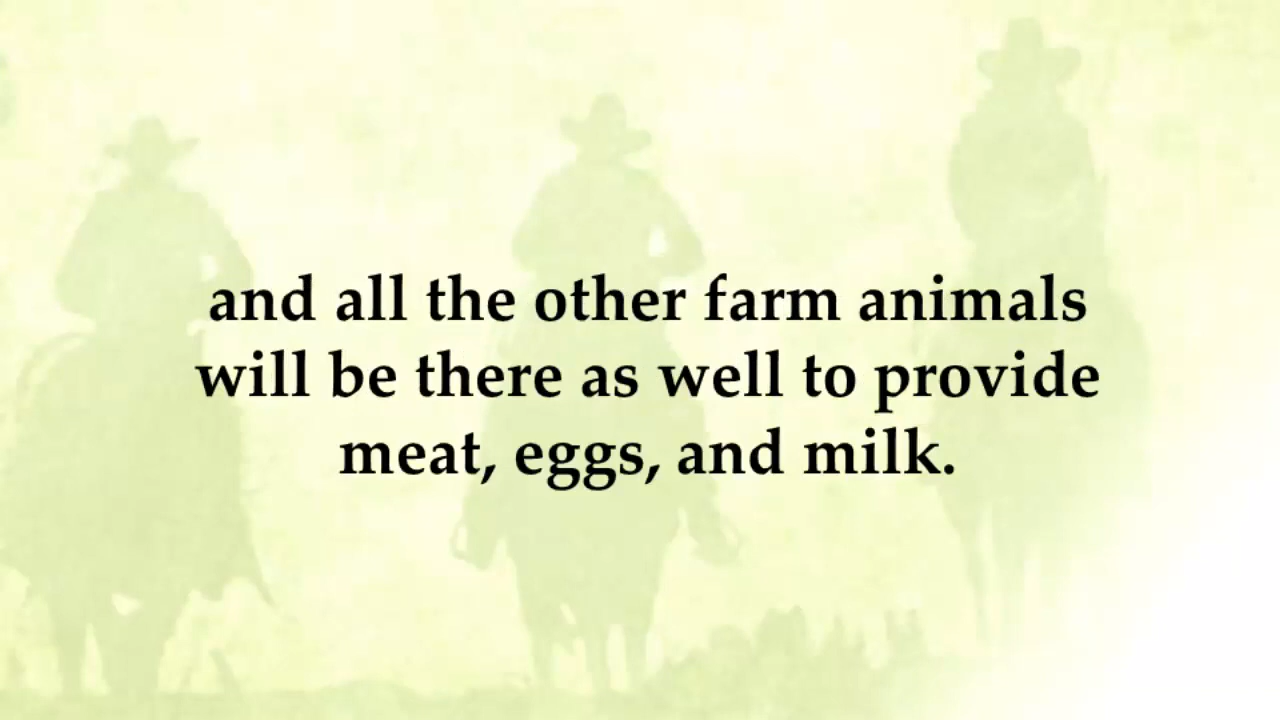 and all the other farm animals
will be there as well to provide
meat, eggs, and milk.